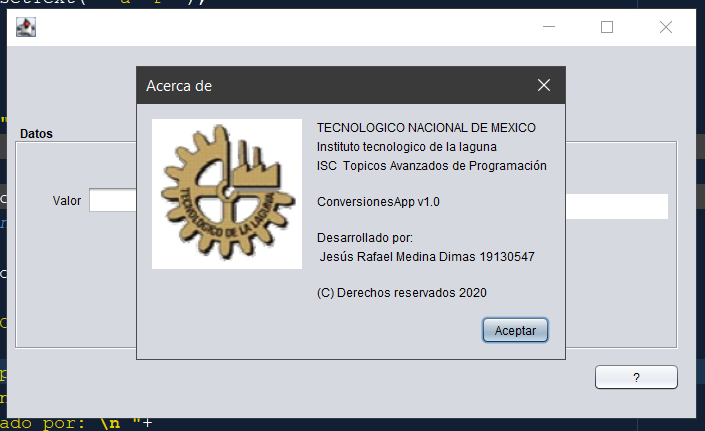 setText(
Acerca de
TECNOLOGICO NACIONAL DE MEXICO
Instituto tecnologico de la laguna
ISC Topicos Avanzados de Programación
ConversionesApp v1.0
Desarrollado por:
Jesús Rafael Medina Dimas 19130547
(C) Derechos reservados 2020
Aceptar
TECNOLOGICO DE LA LAGUNA
Datos
Valor
?
ado por: \n "+